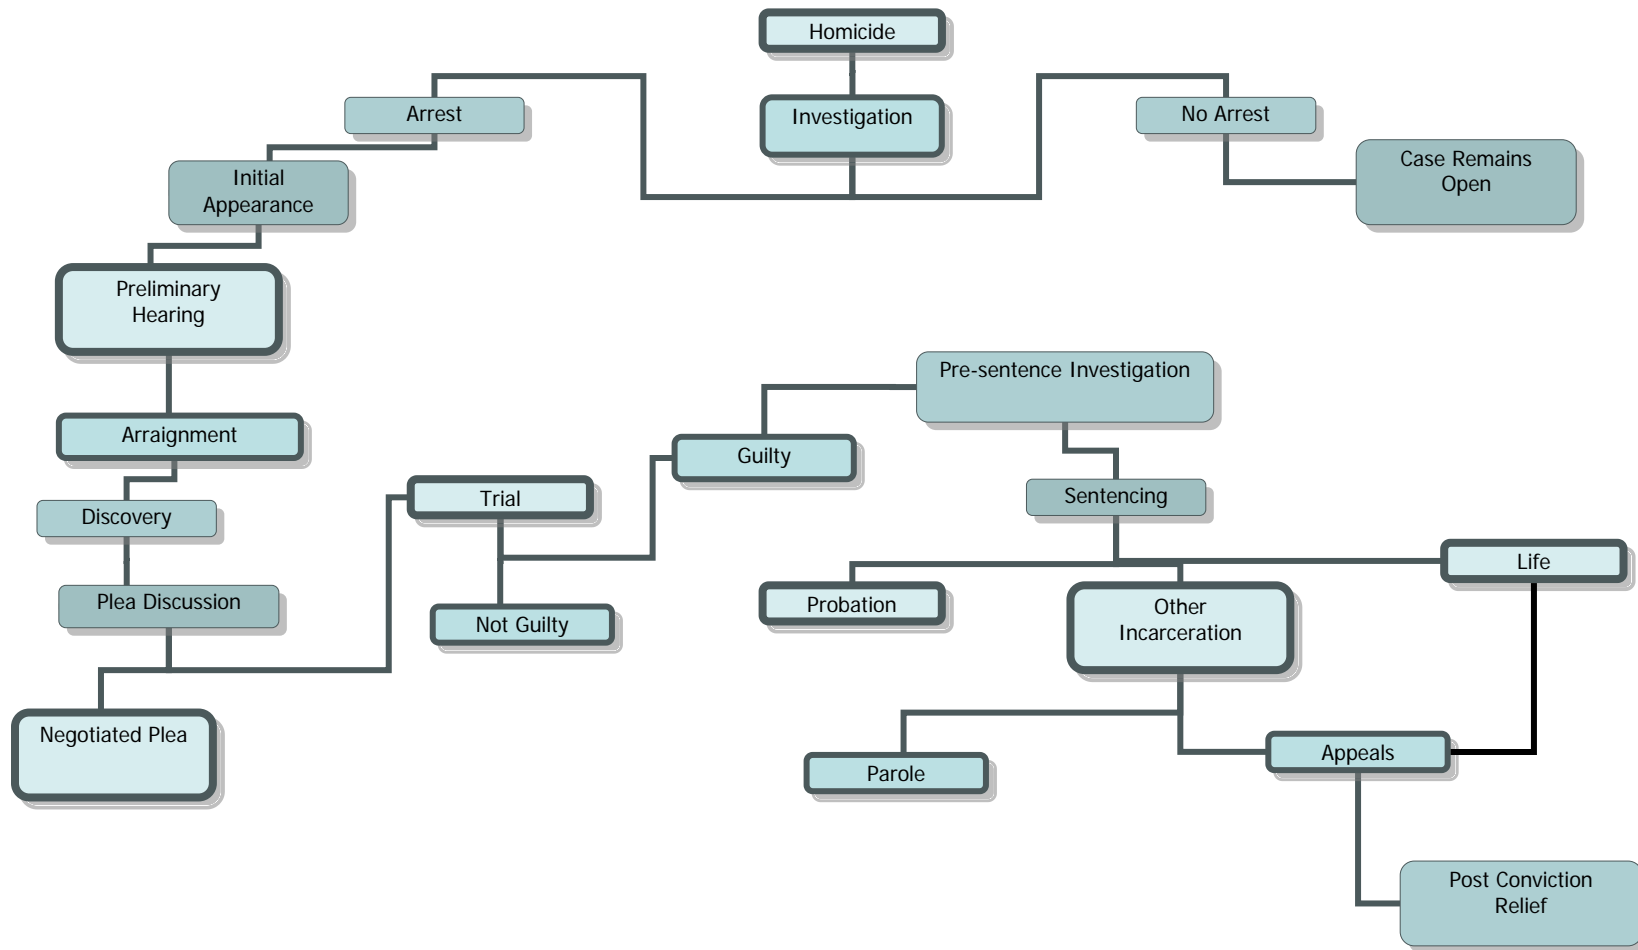 Homicide
Investigation
Arrest
No Arrest
Case Remains
Open
Initial
Appearance
Preliminary
Hearing
Arraignment
Discovery
Plea Discussion
Negotiated Plea
Trial
Not Guilty
Guilty
Pre-sentence Investigation
Sentencing
Probation
Other
Incarceration
Life
Parole
Appeals
Post Conviction
Relief